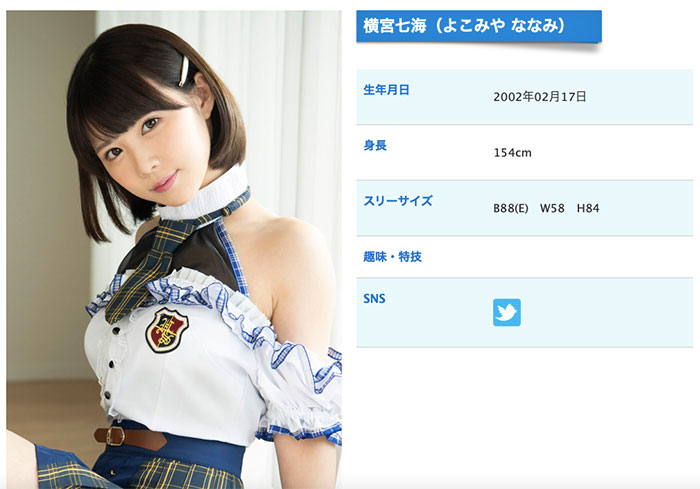 横宮七海（よこみや ななみ）
生年月日
2002年02月17日
身長
154cm
スリーサイズ
B88(E)　W58　H84
趣味・特技
SNS